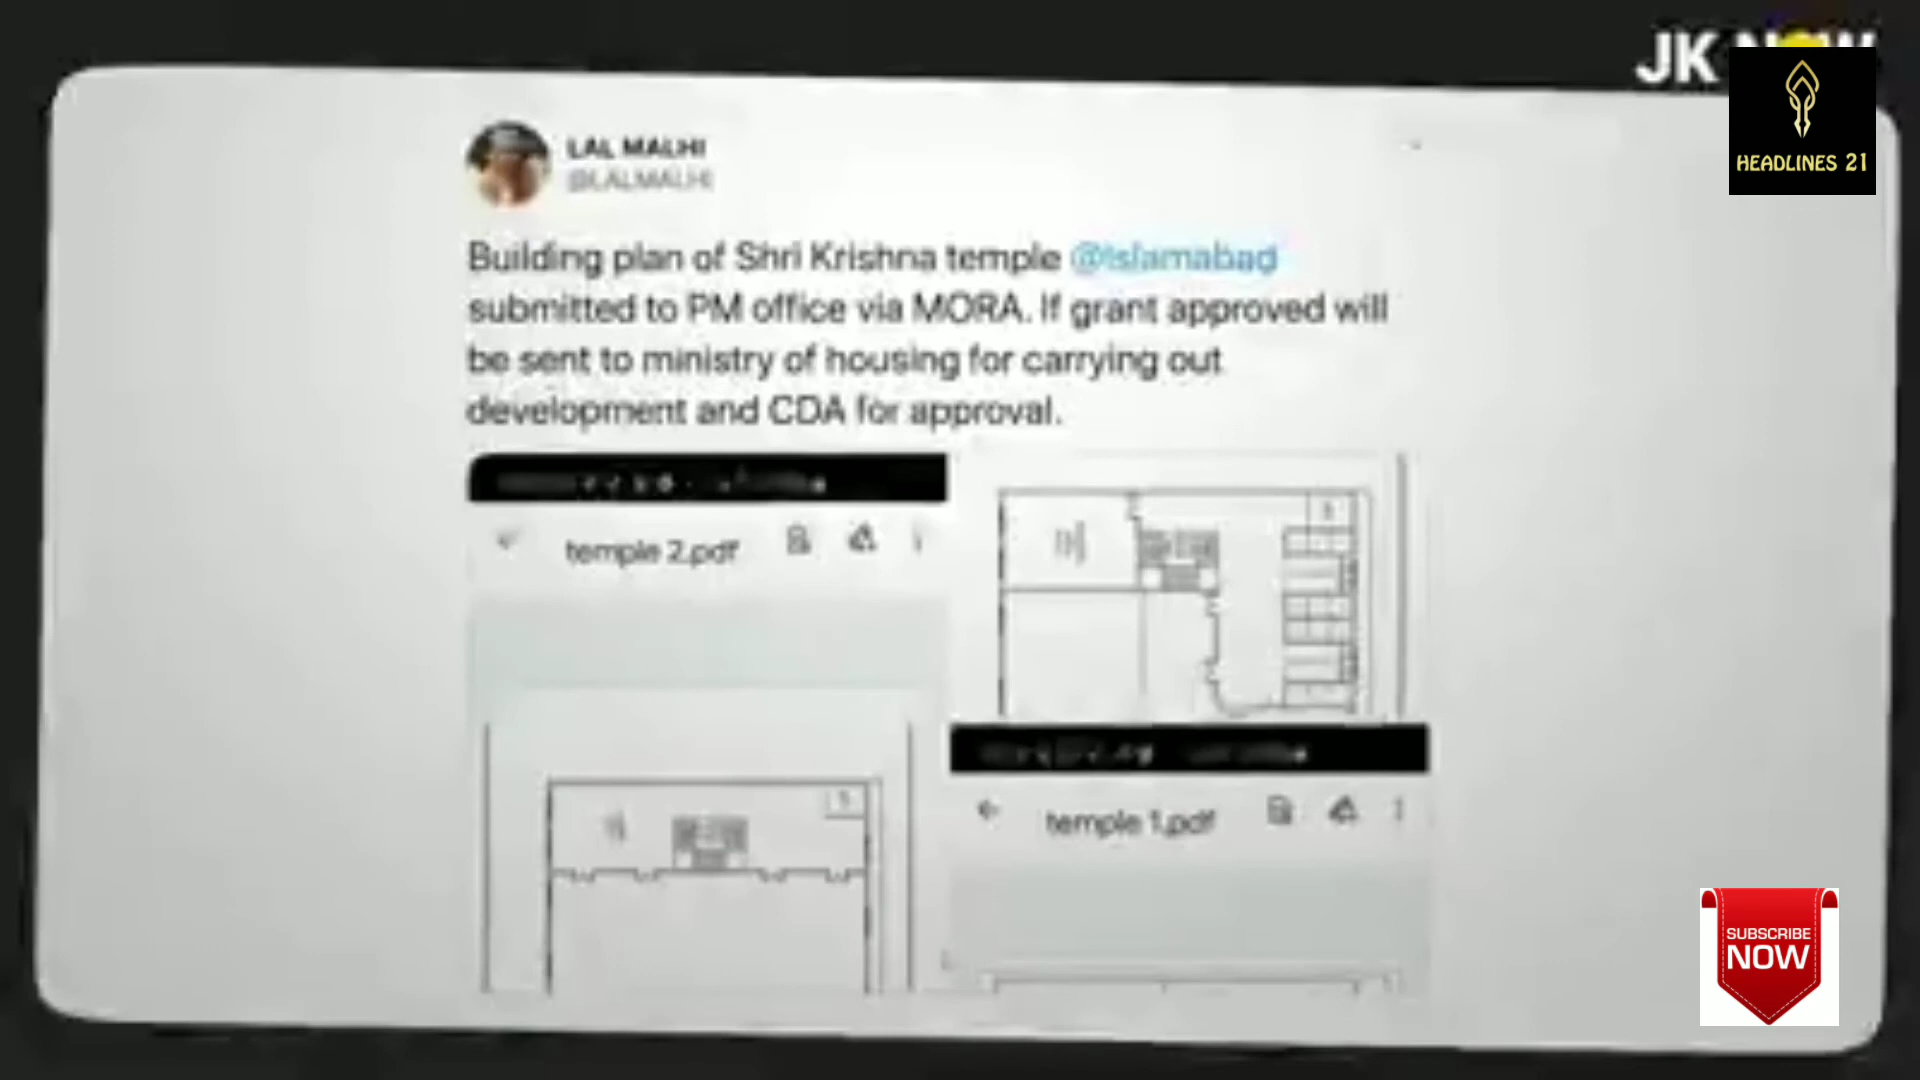 JK NOW
HEADLINES 21
LAL MALHI
@LALMALHI
Building plan of Shri Krishna temple @Islamabad
submitted to PM office via MORA. If grant approved will
be sent to ministry of housing for carrying out
development and CDA for approval.
temple 2.pdf
temple 1.pdf
SUBSCRIBE
NOW